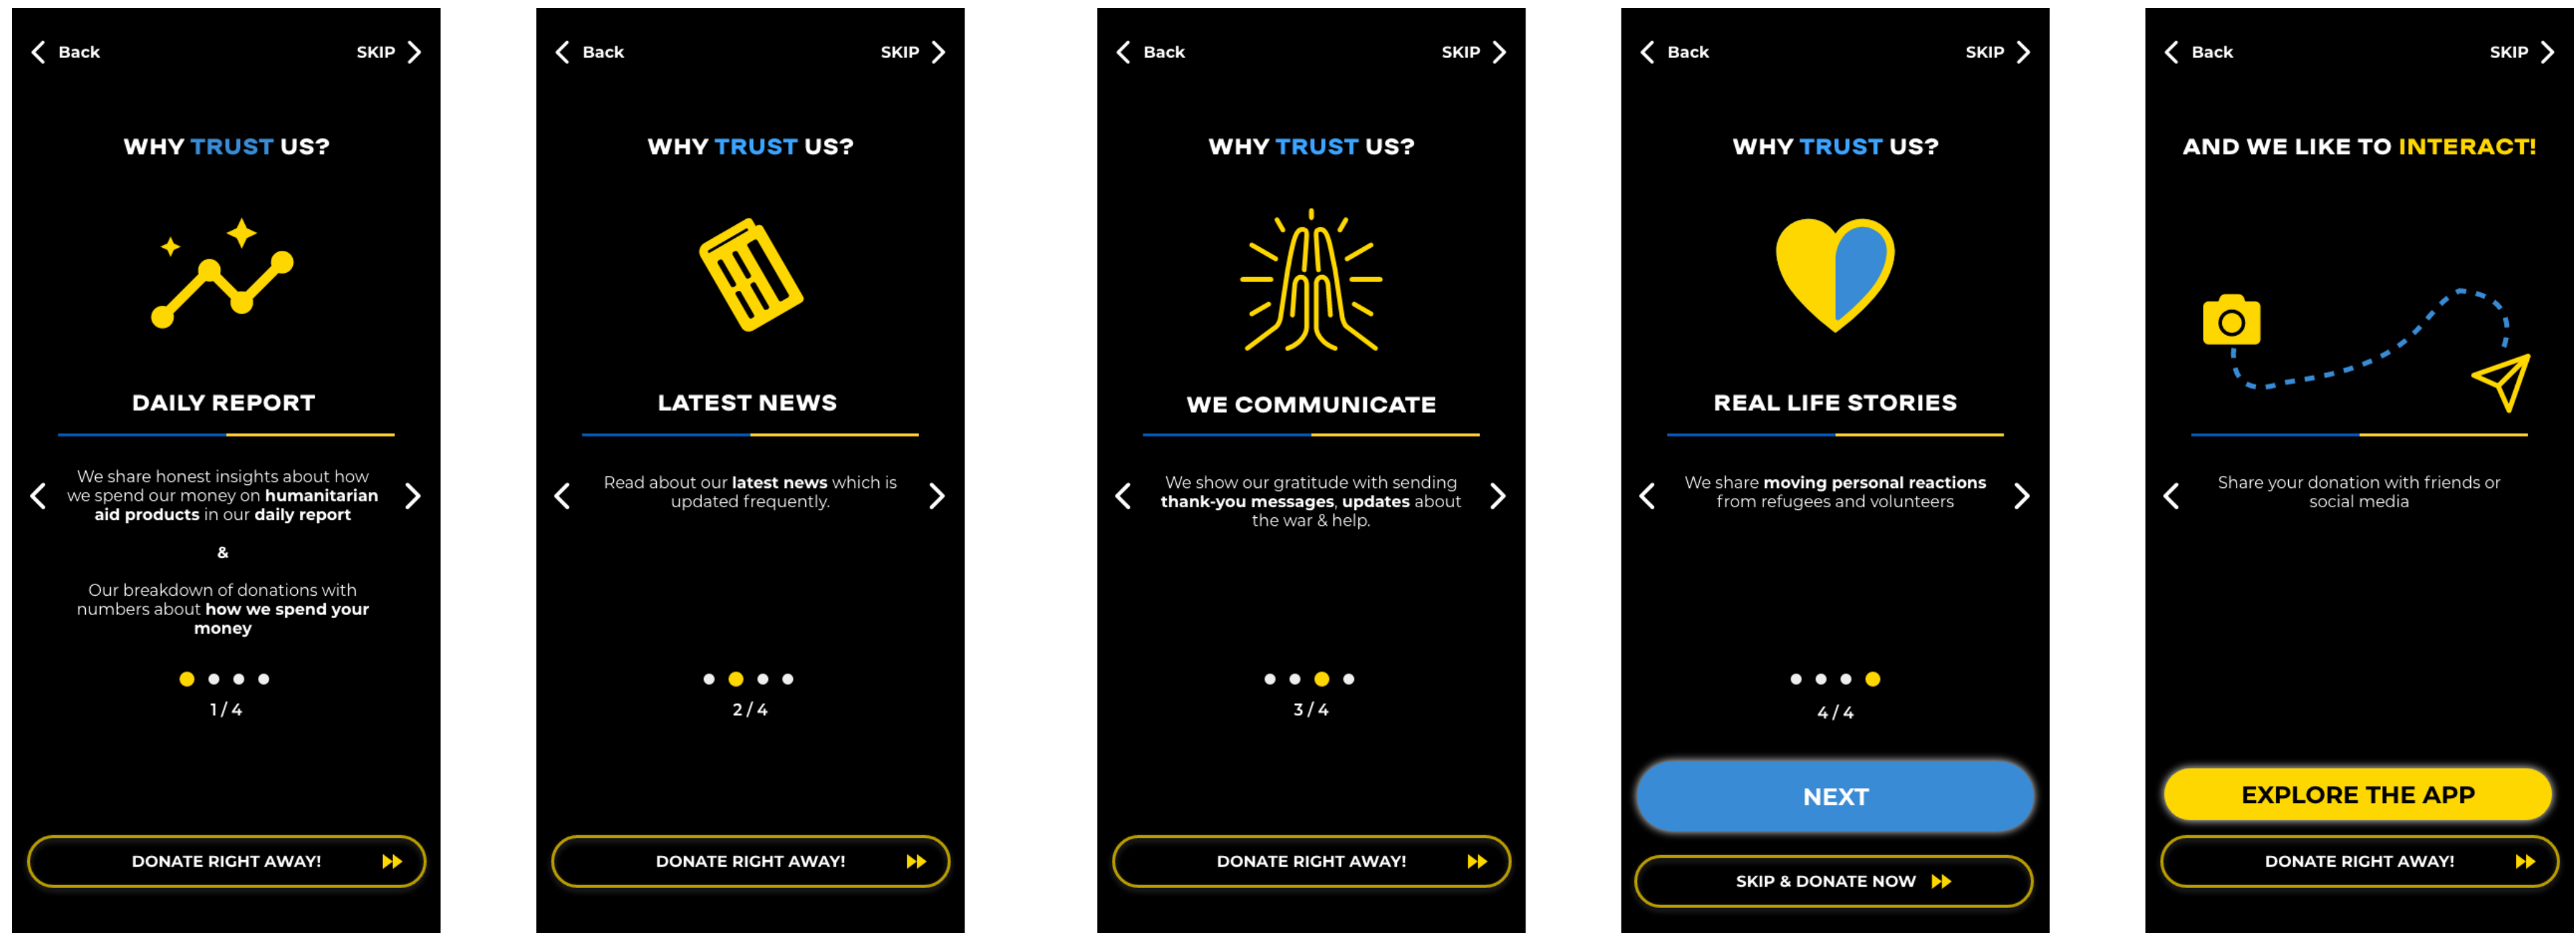 Back
SKIP
WHY TRUST US?
DAILY REPORT
We share honest insights about how
we spend our money on humanitarian
aid products in our daily report
&
Our breakdown of donations with
numbers about how we spend your
money
1 / 4
DONATE RIGHT AWAY!
Back
SKIP
WHY TRUST US?
LATEST NEWS
Read about our latest news which is
updated frequently.
2 / 4
DONATE RIGHT AWAY!
Back
SKIP
WHY TRUST US?
WE COMMUNICATE
We show our gratitude with sending
thank-you messages, updates about
the war & help.
3 / 4
DONATE RIGHT AWAY!
Back
SKIP
WHY TRUST US?
REAL LIFE STORIES
We share moving personal reactions
from refugees and volunteers
4 / 4
NEXT
SKIP & DONATE NOW
Back
SKIP
AND WE LIKE TO INTERACT!
Share your donation with friends or
social media
EXPLORE THE APP
DONATE RIGHT AWAY!